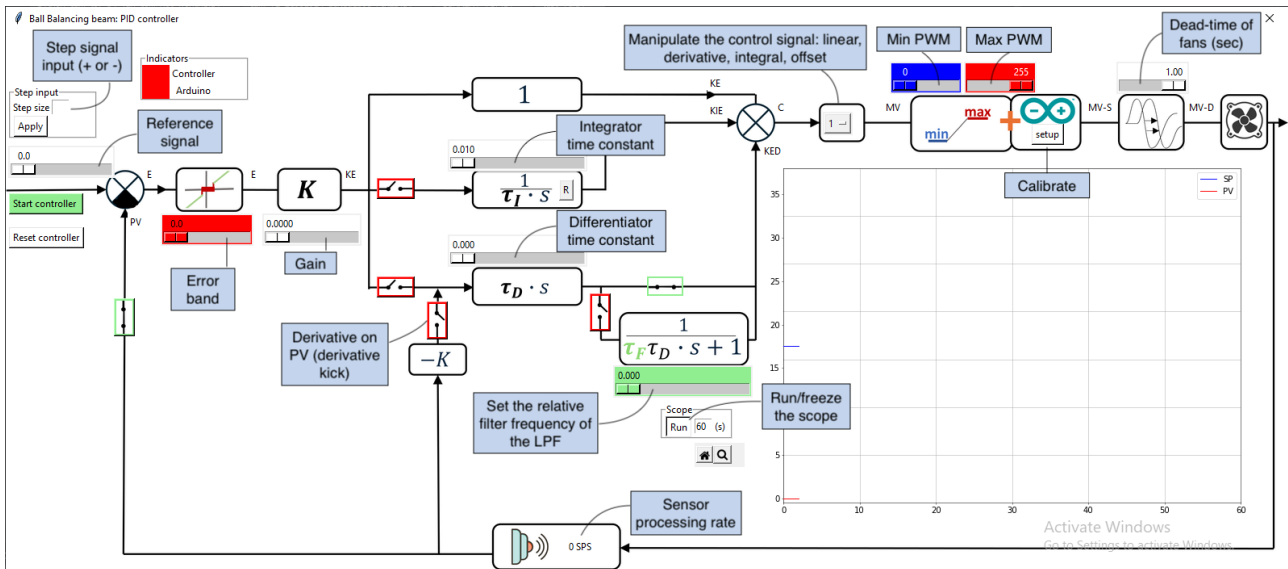 Ball Balancing beam: PID controller
Step signal
input (+ or -)
Indicators
Controller
Arduino
Step input
Step size
Apply
Reference
signal
0.0
Start controller
Reset controller
E
PV
E
0.0
Error
band
K
KE
0.0000
Gain
1
KE
KIE
C
KED
Integrator
time constant
0.010
1
τI · s
R
Differentiator
time constant
0.000
τD · s
Derivative on
PV (derivative
kick)
−K
1
τFτD · s + 1
0.000
Set the relative
filter frequency of
the LPF
Scope
Run 60 (s)
Run/freeze
the scope
Sensor
processing rate
0 SPS
Manipulate the control signal: linear,
derivative, integral, offset
1
MV
Min PWM
0
Max PWM
255
min
max
+
setup
Calibrate
MV-S
Dead-time of
fans (sec)
1.00
MV-D
SP
PV
35
30
25
20
15
5
0
0 10 20 30 40 50 60
Activate Windows
Go to Settings to activate Windows.